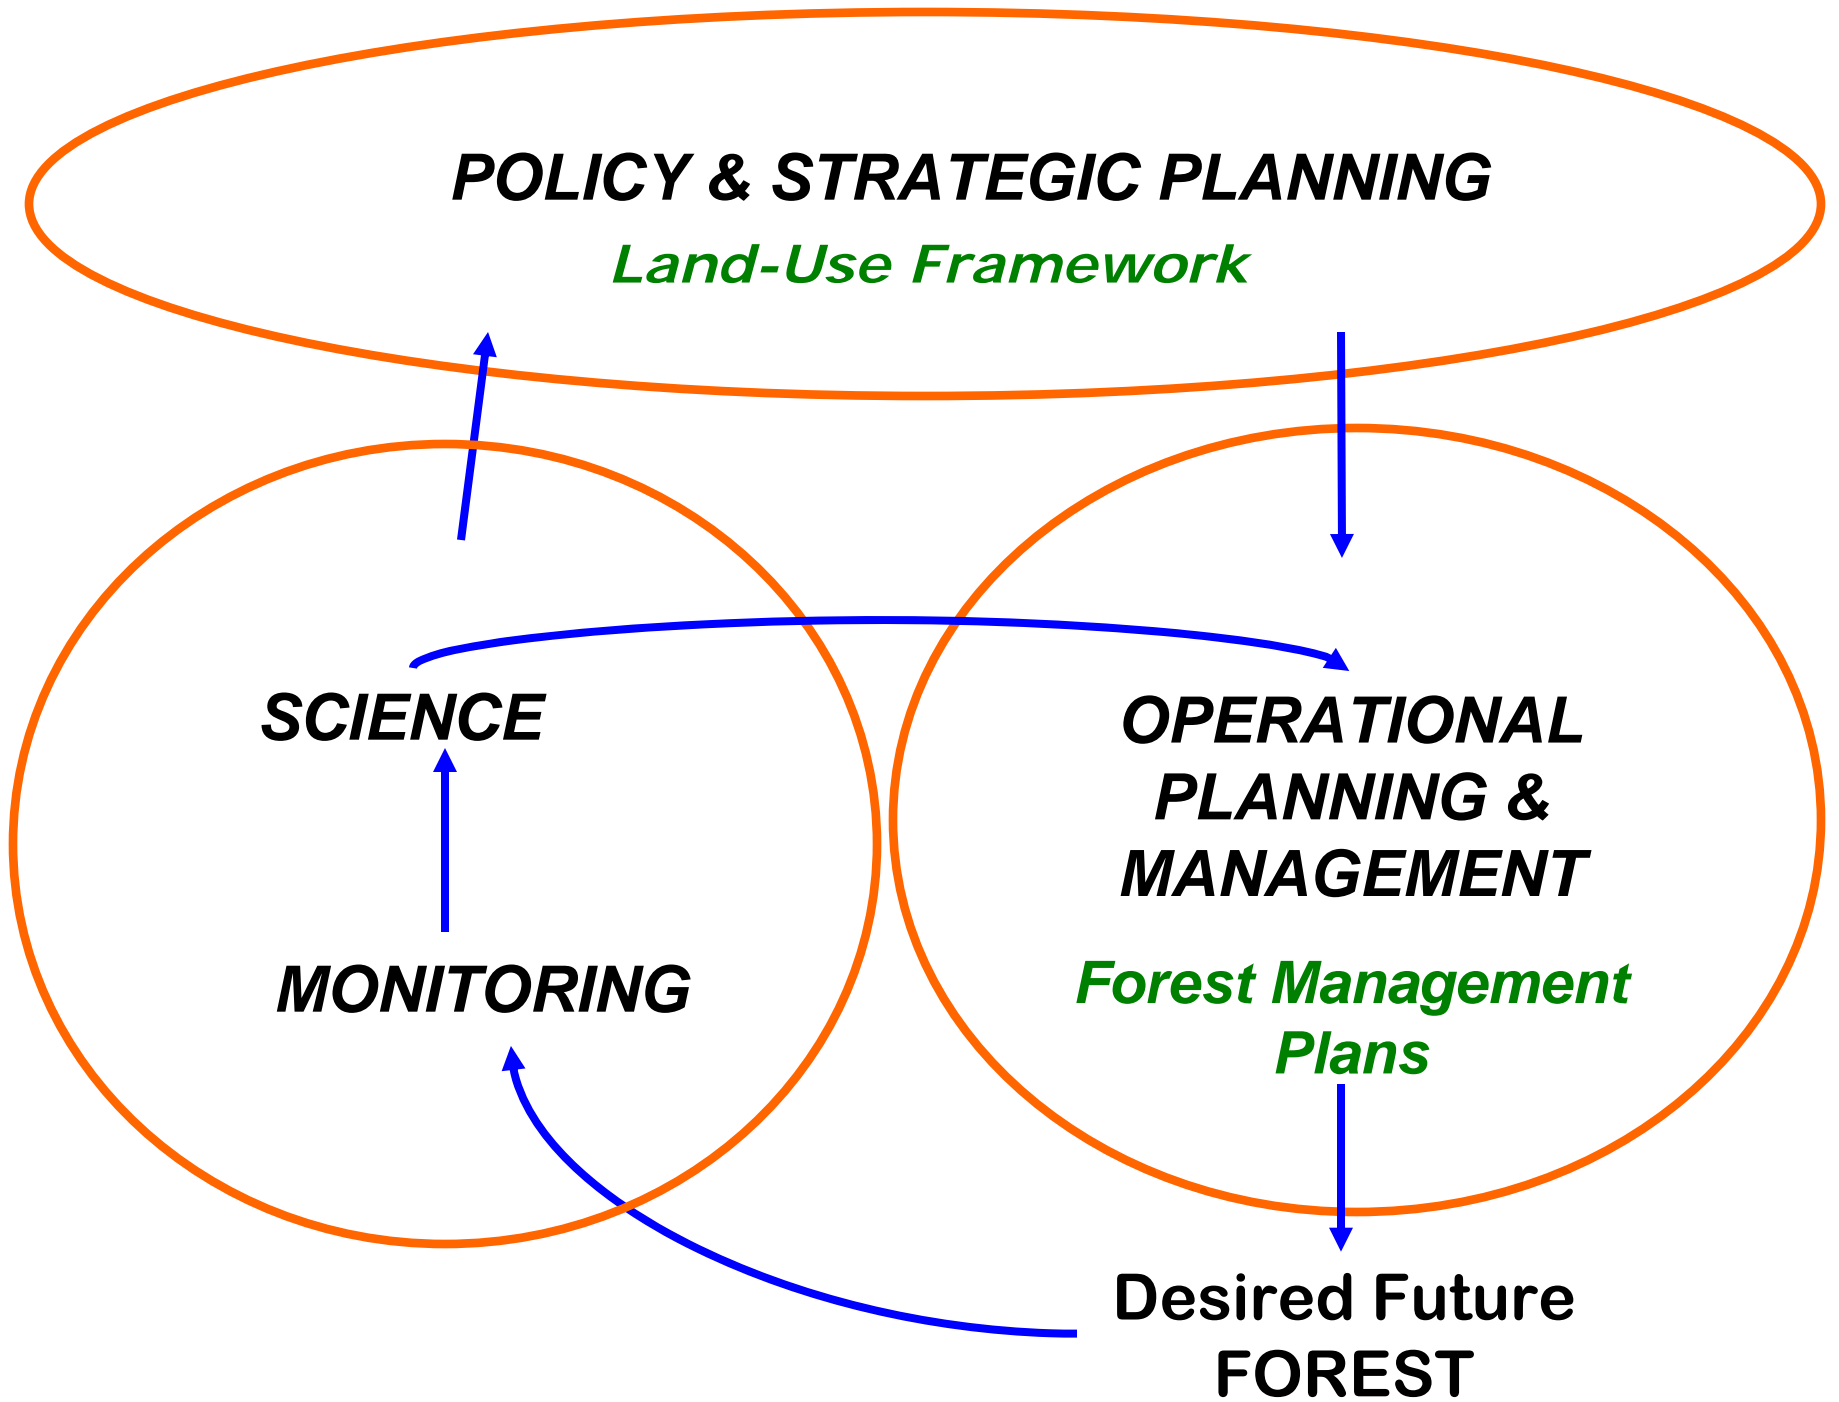 POLICY & STRATEGIC PLANNING
Land-Use Framework
SCIENCE
MONITORING
OPERATIONAL
PLANNING &
MANAGEMENT
Forest Management
Plans
Desired Future
FOREST